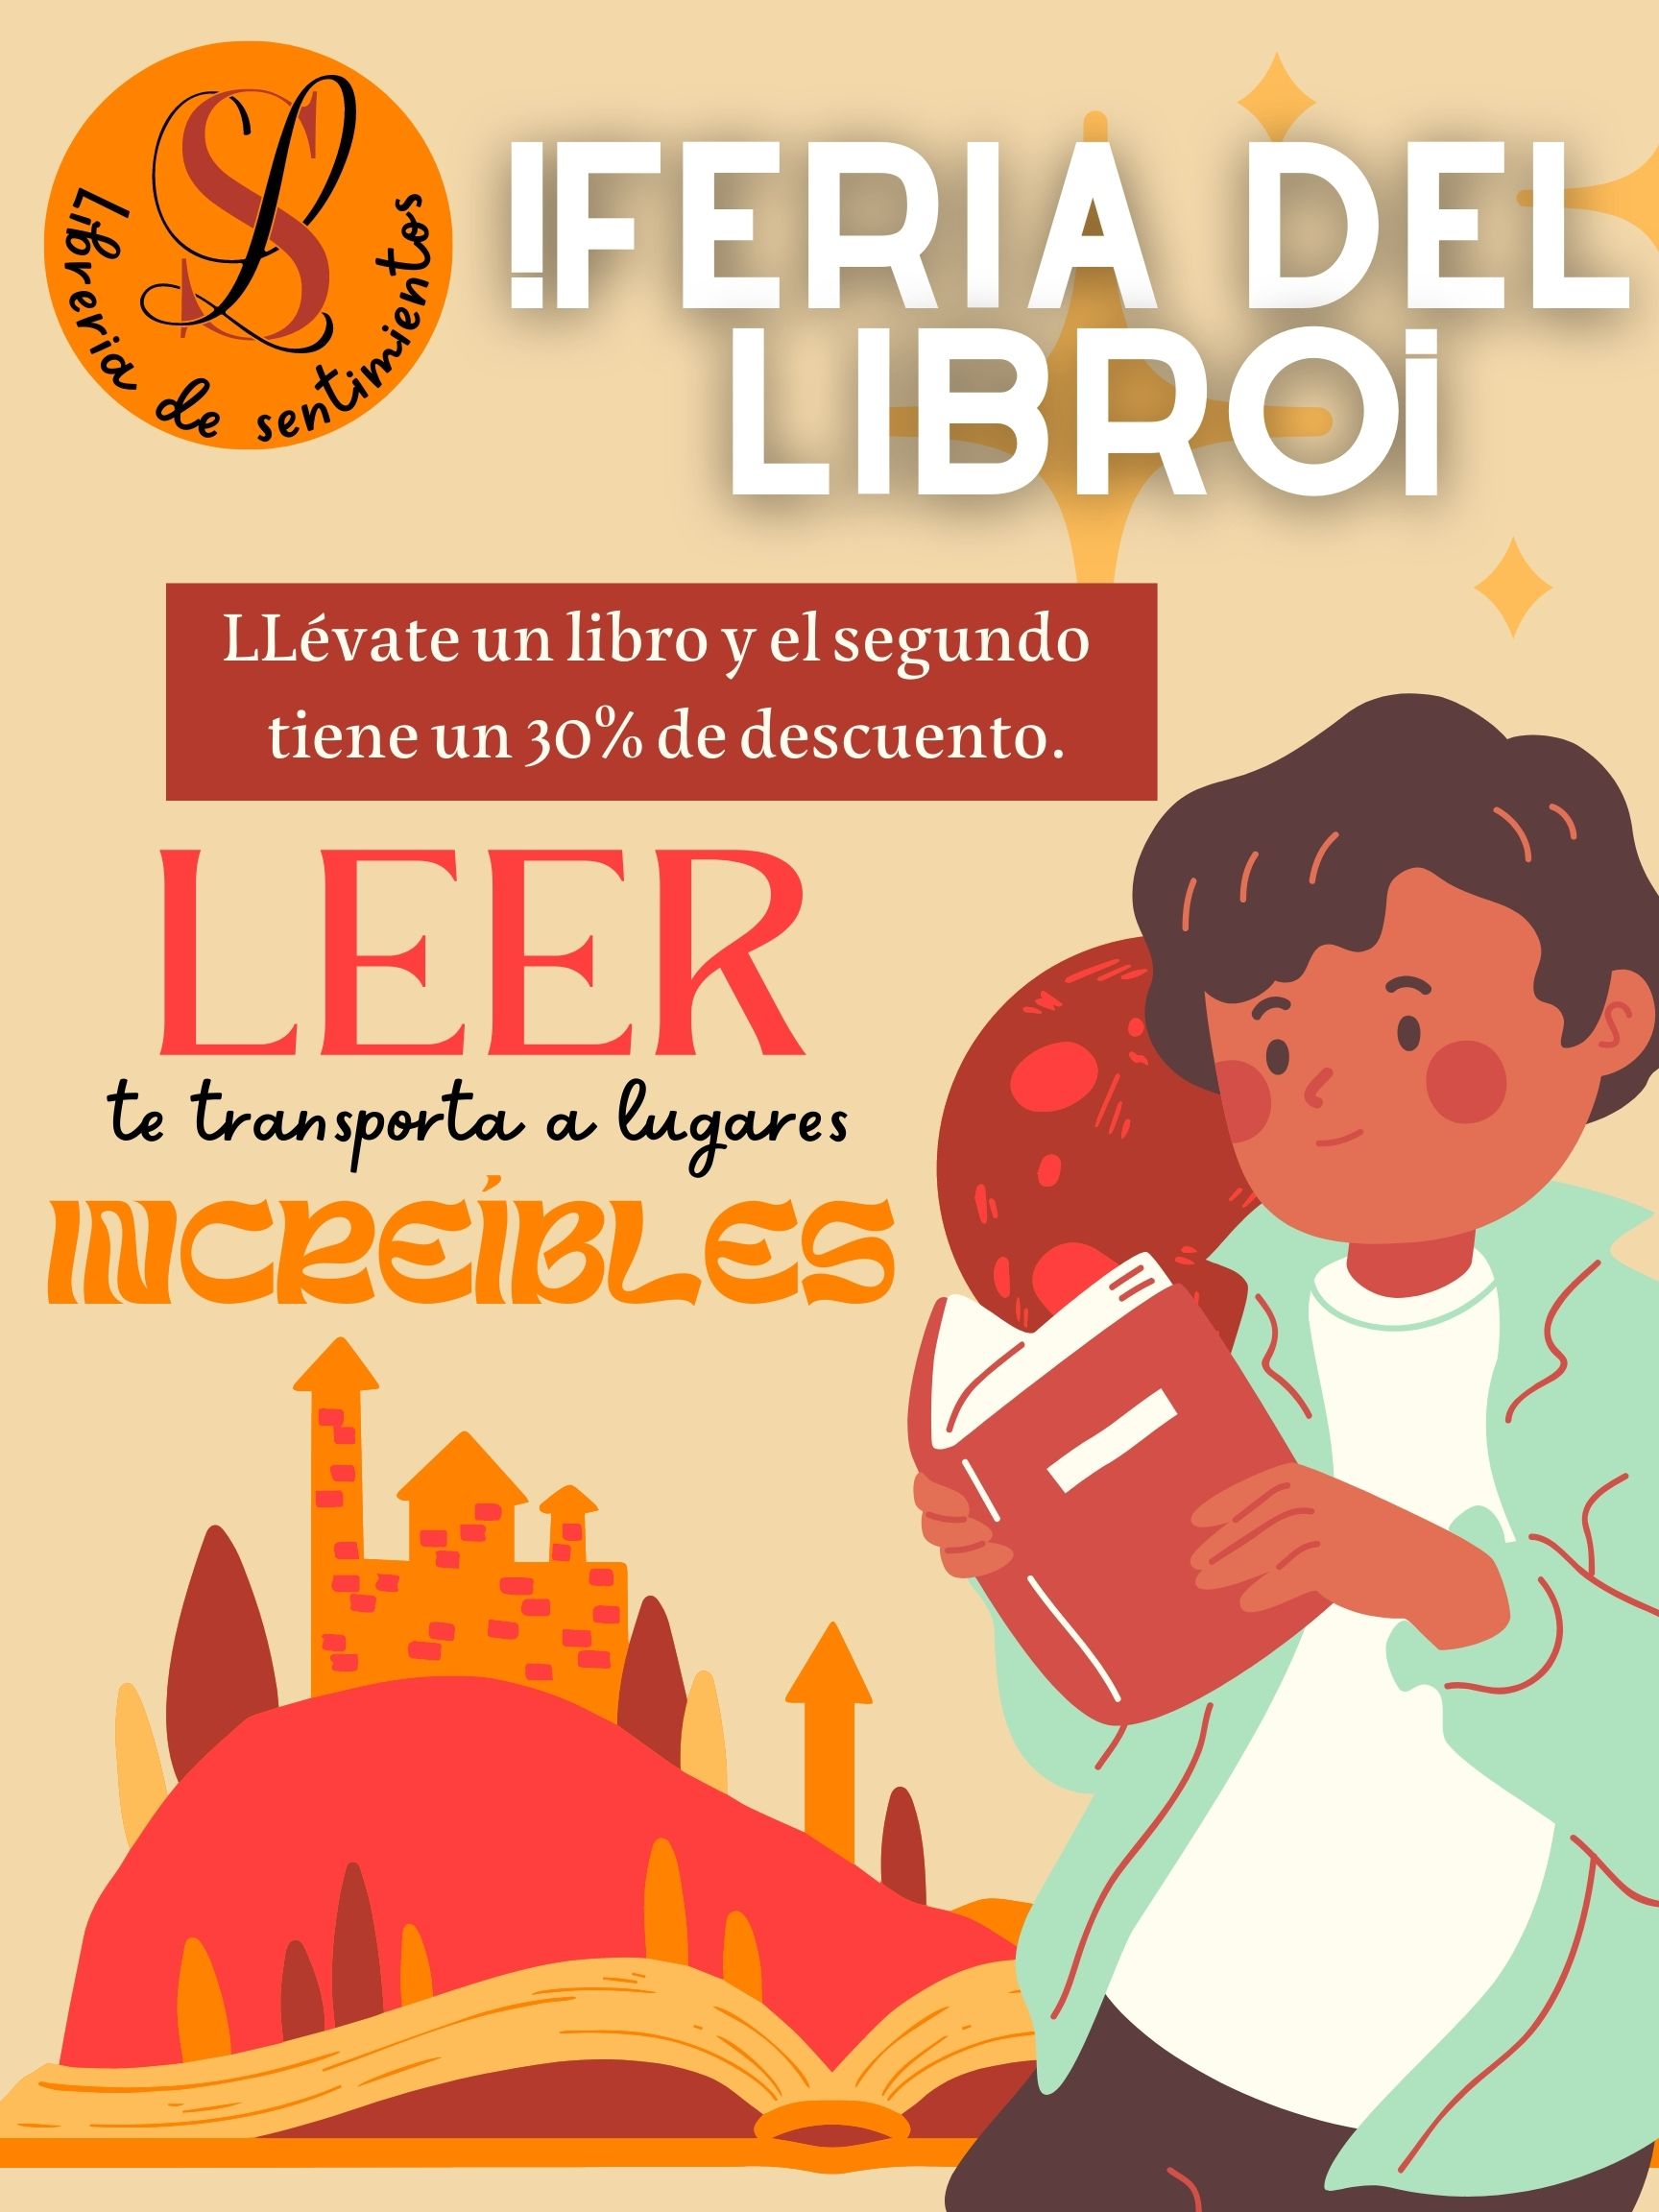 Librería de sentimientos
!FERIA DEL
LIBRO¡
LLévate un libro y el segundo
tiene un 30% de descuento.
LEER
te transporta a lugares
INCREÍBLES